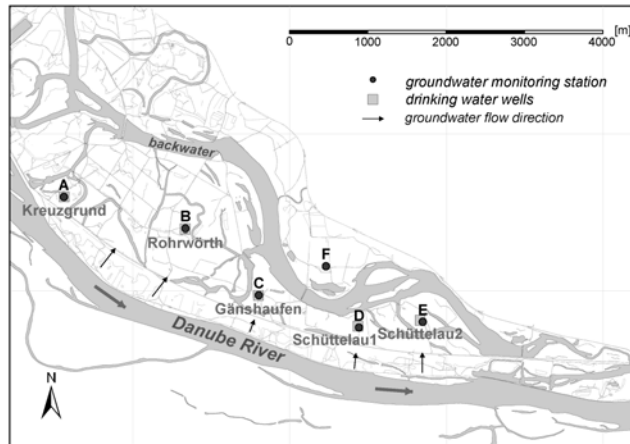 0 1000 2000 3000 4000 [m]
groundwater monitoring station
drinking water wells
groundwater flow direction
backwater
A
Kreuzgrund
B
Rohrwörth
F
C
Gänshaufen
D
Schüttelau1
E
Schüttelau2
Danube River
N